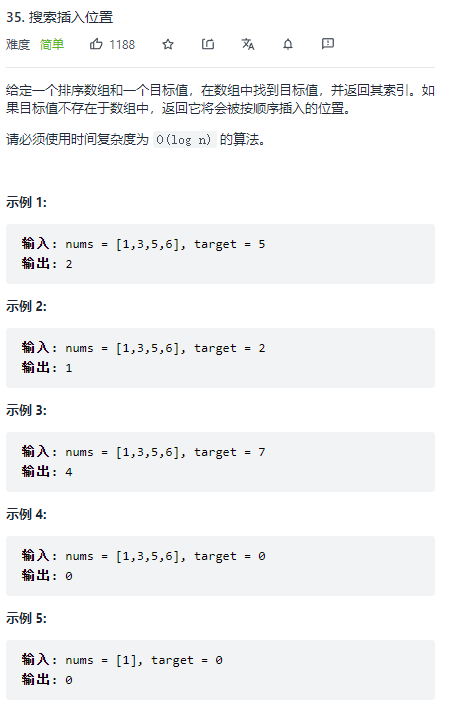 35. 搜索插入位置
难度 简单 1188
给定一个排序数组和一个目标值，在数组中找到目标值，并返回其索引。如
果目标值不存在于数组中，返回它将会被按顺序插入的位置。
请必须使用时间复杂度为 O(log n) 的算法。
示例 1:
输入: nums = [1,3,5,6], target = 5
输出: 2
示例 2:
输入: nums = [1,3,5,6], target = 2
输出: 1
示例 3:
输入: nums = [1,3,5,6], target = 7
输出: 4
示例 4:
输入: nums = [1,3,5,6], target = 0
输出: 0
示例 5:
输入: nums = [1], target = 0
输出: 0